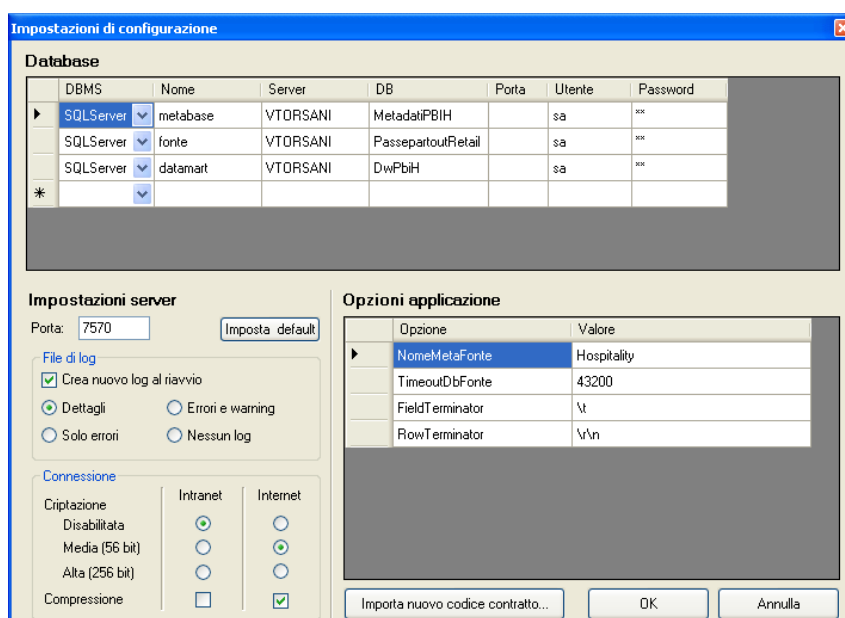 Impostazioni di configurazione
Database
DBMS Nome Server DB Porta Utente Password
SQLServer metabase VTORSANI MetadatiPBIH sa **
SQLServer fonte VTORSANI PassepartoutRetail sa **
SQLServer datamart VTORSANI DwPbiH sa **
Impostazioni server
Porta: 7570 Imposta default
File di log
Crea nuovo log al riavvio
Dettagli Errori e warning
Solo errori Nessun log
Connessione
Criptazione Intranet Internet
Disabilitata
Media (56 bit)
Alta (256 bit)
Compressione
Opzioni applicazione
Opzione Valore
NomeMetaFonte Hospitality
TimeoutDbFonte 43200
FieldTerminator \t
RowTerminator \r\n
Importa nuovo codice contratto... OK Annulla